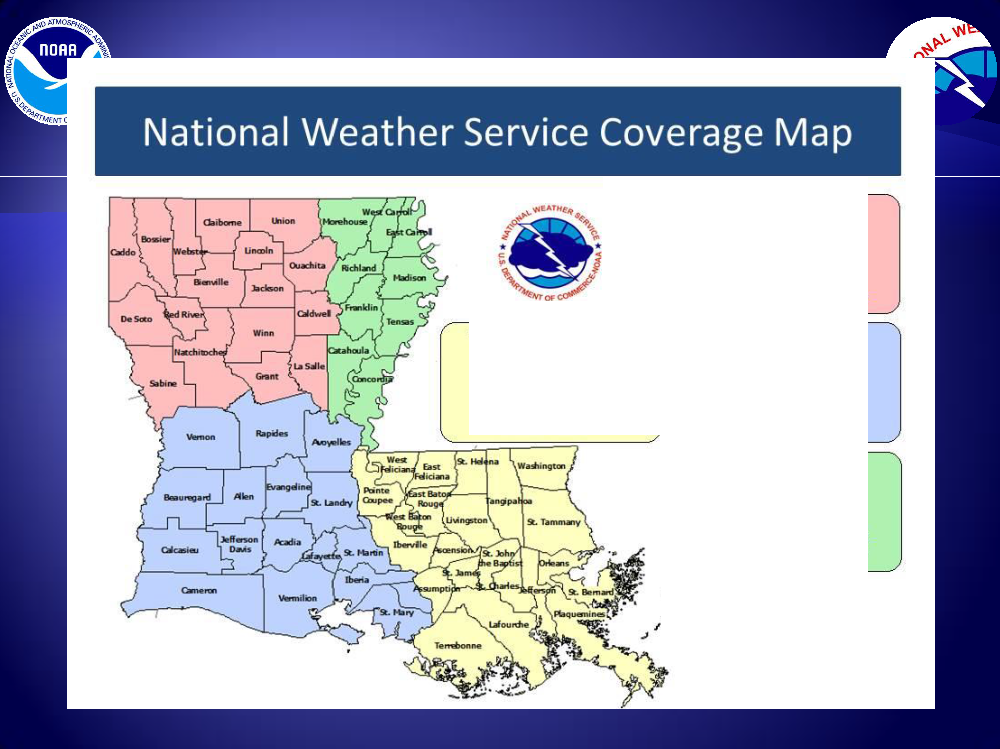 NATIONAL OCEANIC AND ATMOSPHERIC ADMINIS
NOAA
U.S. DEPARTMENT
ONAL WE
National Weather Service Coverage Map
NATIONAL WEATHER SERVICE
U.S. DEPARTMENT OF COMMERCE-NOAA
West Carroll
Claiborne
Union
Morehouse
East Carroll
Bossier
Caddo
Webster
Lincoln
Ouachita
Richland
Madison
Bienville
Jackson
Franklin
De Soto
Red River
Caldwell
Tensas
Winn
Natchitoches
Catahoula
La Salle
Grant
Concordia
Sabine
Vernon
Rapides
Avoyelles
West
Feliciana
East
Feliciana
St. Helena
Washington
Evangeline
Beauregard
Allen
St. Landry
Pointe
Coupee
East Baton
Rouge
Tangipahoa
West Baton
Rouge
Livingston
St. Tammany
Jefferson
Davis
Acadia
Calcasieu
Lafayette
St. Martin
Iberville
Ascension
St. John
the Baptist
Orleans
St. James
Iberia
Cameron
Vermilion
Assumption
St. Charles
Jefferson
St. Bernard
St. Mary
Plaquemines
Lafourche
Terrebonne